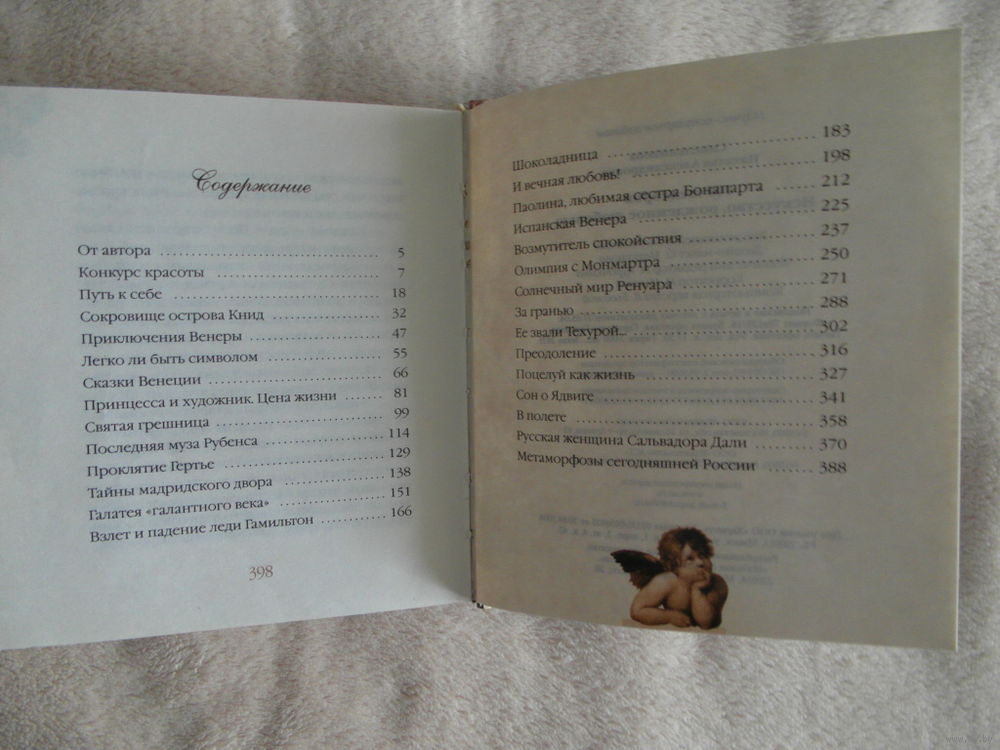 Содержание
От автора 5
Конкурс красоты 7
Путь к себе 18
Сокровище острова Книд 32
Приключения Венеры 47
Легко ли быть символом 55
Сказки Венеции 66
Принцесса и художник. Цена жизни 81
Святая грешница 99
Последняя муза Рубенса 114
Проклятие Гертье 129
Тайны мадридского двора 138
Галатея «галантного века» 151
Взлет и падение леди Гамильтон 166
398
Шоколадница 183
И вечная любовь! 198
Паолина, любимая сестра Бонапарта 212
Испанская Венера 225
Возмутитель спокойствия 237
Олимпия с Монмартра 250
Солнечный мир Ренуара 271
За гранью 288
Ее звали Техурой... 302
Преодоление 316
Поцелуй как жизнь 327
Сон о Ядвиге 341
В полете 358
Русская женщина Сальвадора Дали 370
Метаморфозы сегодняшней России 388